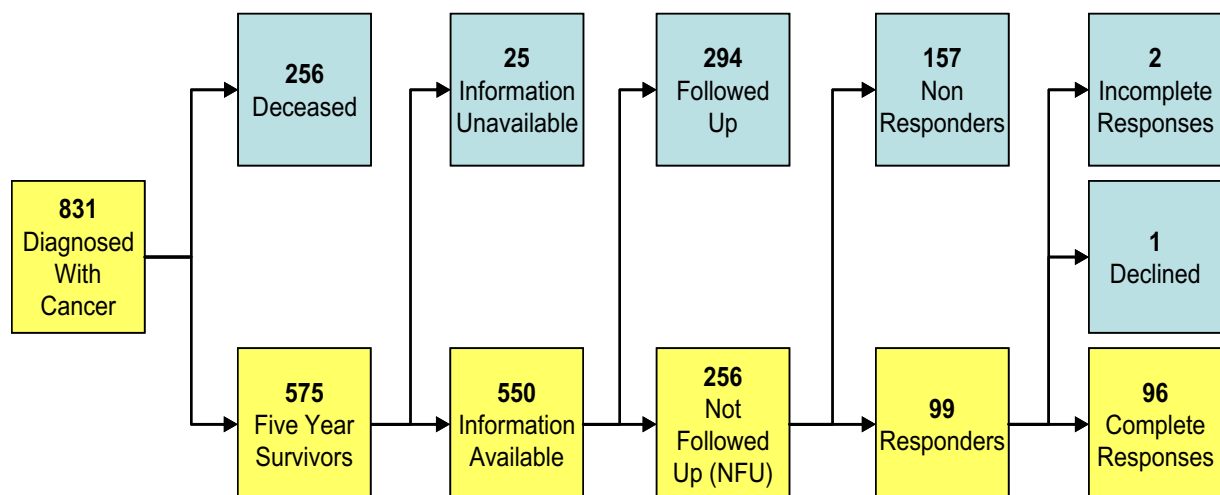 256
Deceased
25
Information
Unavailable
294
Followed
Up
157
Non
Responders
2
Incomplete
Responses
831
Diagnosed
With
Cancer
1
Declined
575
Five Year
Survivors
550
Information
Available
256
Not
Followed
Up (NFU)
99
Responders
96
Complete
Responses